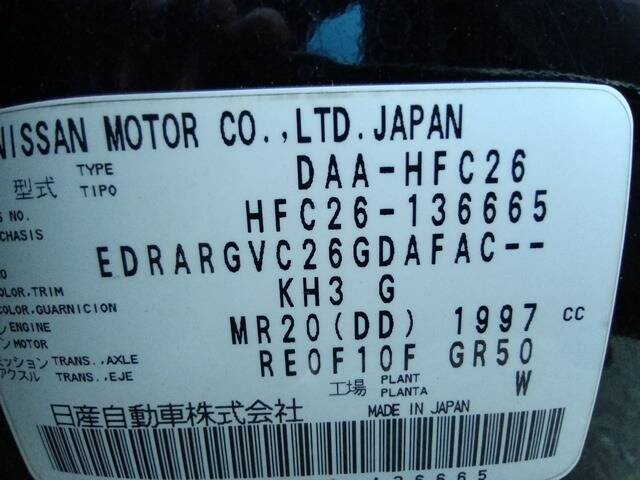 NISSAN MOTOR CO.,LTD.JAPAN
型式 TYPE TIPO DAA-HFC26
NO. CHASIS HFC26-136665
EDRARGVC26GDAFAC--
COLOR,TRIM COLOR,GUARNICION KH3 G
ENGINE MOTOR MR20(DD) 1997 CC
TRANS.,AXLE TRANS.,EJE RE0F10F GR50
工場 PLANT PLANTA W
日産自動車株式会社 MADE IN JAPAN
136665